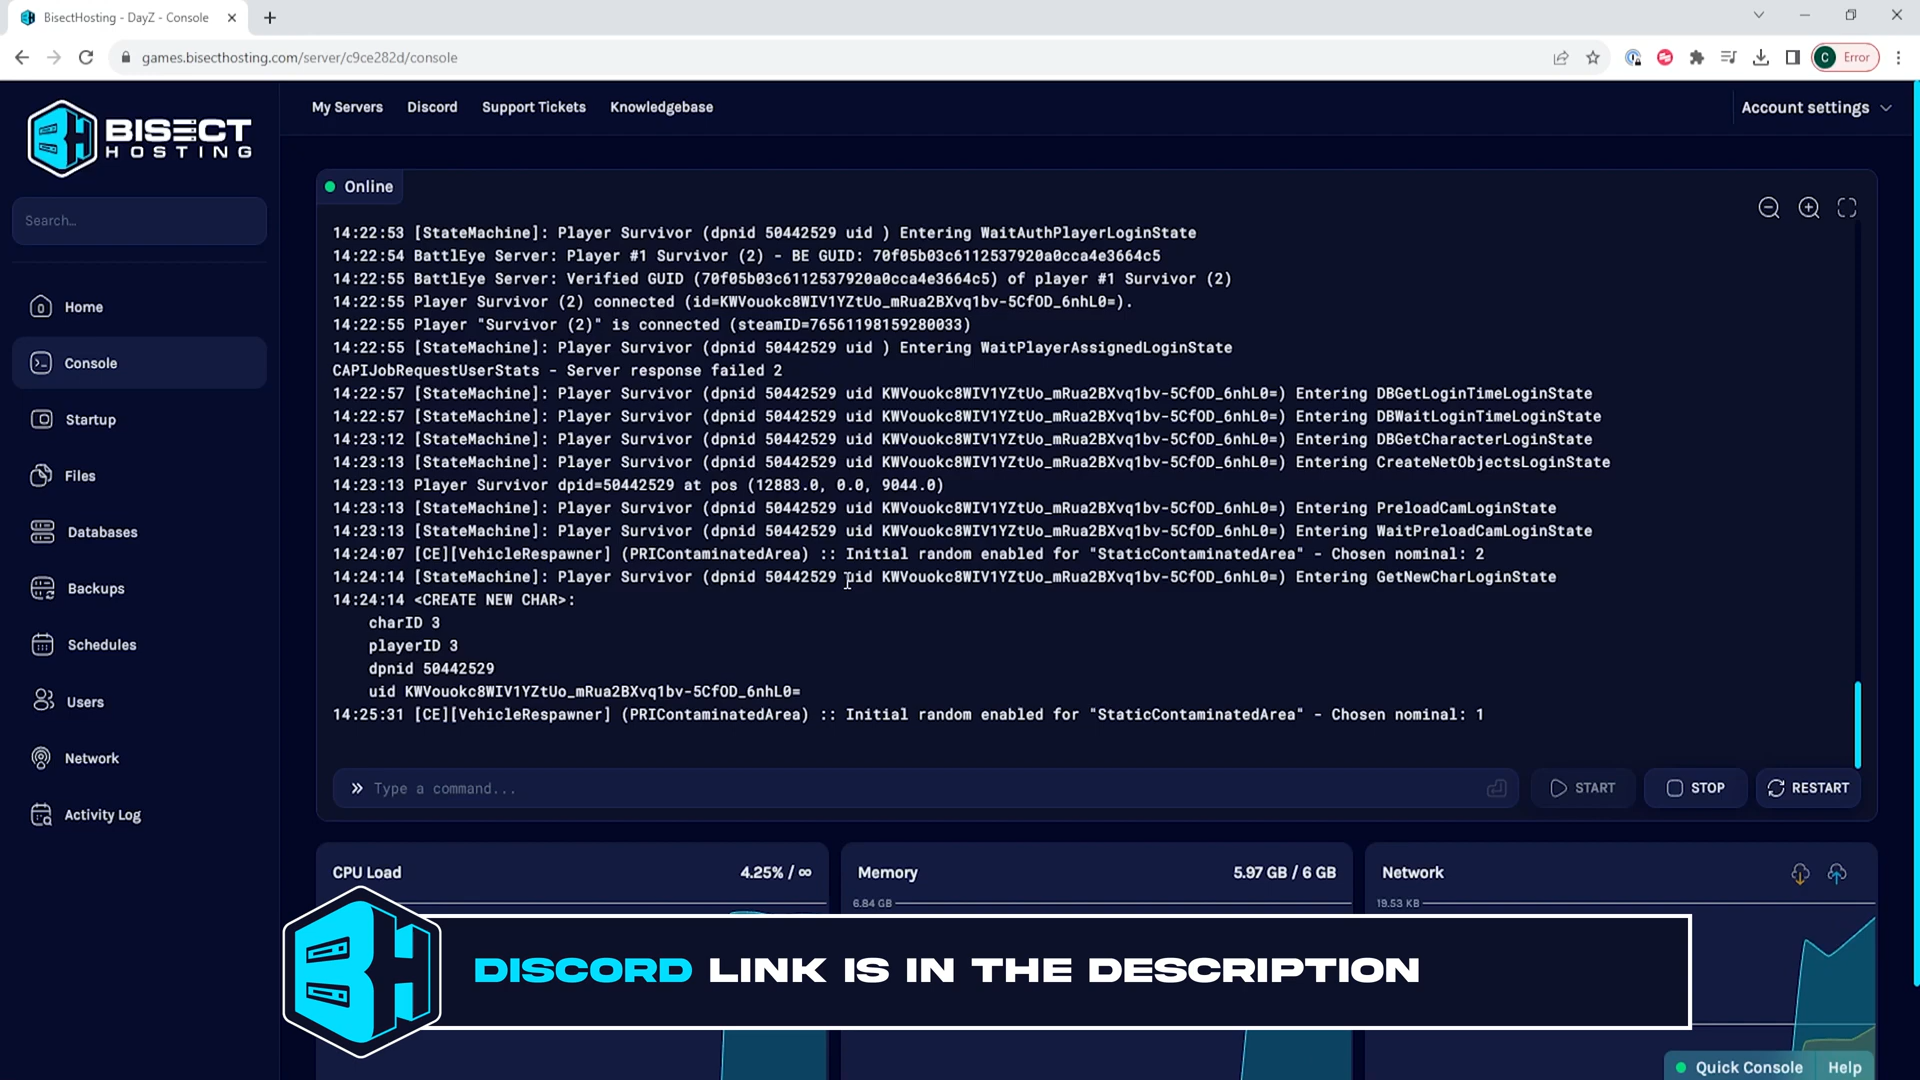 BisectHosting - DayZ - Console
games.bisecthosting.com/server/c9ce282d/console
C Error
BISECT
HOSTING
My Servers
Discord
Support Tickets
Knowledgebase
Account settings
Search...
Home
Console
Startup
Files
Databases
Backups
Schedules
Users
Network
Activity Log
Online
14:22:53 [StateMachine]: Player Survivor (dpnid 50442529 uid ) Entering WaitAuthPlayerLoginState
14:22:54 BattlEye Server: Player #1 Survivor (2) - BE GUID: 70f05b03c6112537920a0cca4e3664c5
14:22:55 BattlEye Server: Verified GUID (70f05b03c6112537920a0cca4e3664c5) of player #1 Survivor (2)
14:22:55 Player Survivor (2) connected (id=KWVouokc8WIV1YZtUo_mRua2BXvq1bv-5CfOD_6nhL0=).
14:22:55 Player "Survivor (2)" is connected (steamID=76561198159280033)
14:22:55 [StateMachine]: Player Survivor (dpnid 50442529 uid ) Entering WaitPlayerAssignedLoginState
CAPIJobRequestUserStats - Server response failed 2
14:22:57 [StateMachine]: Player Survivor (dpnid 50442529 uid KWVouokc8WIV1YZtUo_mRua2BXvq1bv-5CfOD_6nhL0=) Entering DBGetLoginTimeLoginState
14:22:57 [StateMachine]: Player Survivor (dpnid 50442529 uid KWVouokc8WIV1YZtUo_mRua2BXvq1bv-5CfOD_6nhL0=) Entering DBWaitLoginTimeLoginState
14:23:12 [StateMachine]: Player Survivor (dpnid 50442529 uid KWVouokc8WIV1YZtUo_mRua2BXvq1bv-5CfOD_6nhL0=) Entering DBGetCharacterLoginState
14:23:13 [StateMachine]: Player Survivor (dpnid 50442529 uid KWVouokc8WIV1YZtUo_mRua2BXvq1bv-5CfOD_6nhL0=) Entering CreateNetObjectsLoginState
14:23:13 Player Survivor dpid=50442529 at pos (12883.0, 0.0, 9044.0)
14:23:13 [StateMachine]: Player Survivor (dpnid 50442529 uid KWVouokc8WIV1YZtUo_mRua2BXvq1bv-5CfOD_6nhL0=) Entering PreloadCamLoginState
14:23:13 [StateMachine]: Player Survivor (dpnid 50442529 uid KWVouokc8WIV1YZtUo_mRua2BXvq1bv-5CfOD_6nhL0=) Entering WaitPreloadCamLoginState
14:24:07 [CE][VehicleRespawner] (PRIContaminatedArea) :: Initial random enabled for "StaticContaminatedArea" - Chosen nominal: 2
14:24:14 [StateMachine]: Player Survivor (dpnid 50442529 uid KWVouokc8WIV1YZtUo_mRua2BXvq1bv-5CfOD_6nhL0=) Entering GetNewCharLoginState
14:24:14 <CREATE NEW CHAR>:
charID 3
playerID 3
dpnid 50442529
uid KWVouokc8WIV1YZtUo_mRua2BXvq1bv-5CfOD_6nhL0=
14:25:31 [CE][VehicleRespawner] (PRIContaminatedArea) :: Initial random enabled for "StaticContaminatedArea" - Chosen nominal: 1
Type a command...
START
STOP
RESTART
CPU Load 4.25% / ∞
Memory 5.97 GB / 6 GB
6.84 GB
Network
19.53 KB
DISCORD LINK IS IN THE DESCRIPTION
Quick Console
Help